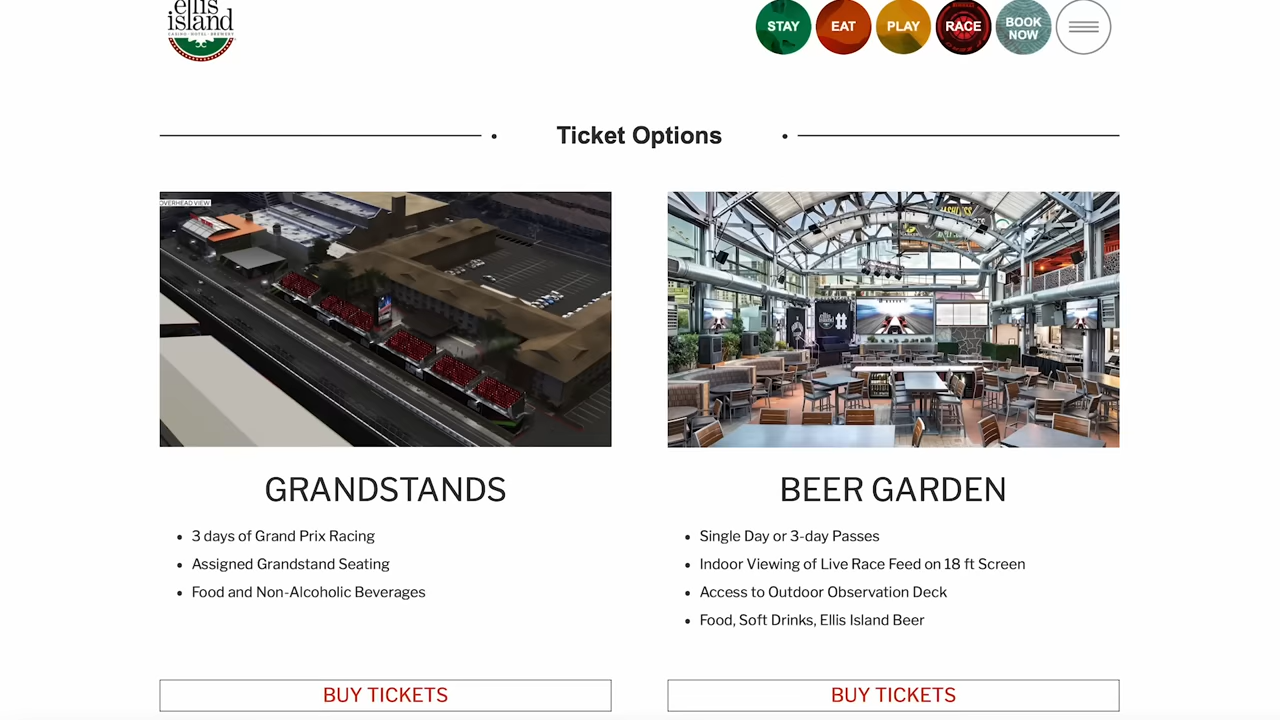 ellis
island
CASINO • HOTEL • BREWERY
STAY
EAT
PLAY
RACE
BOOK
NOW
Ticket Options
OVERHEAD VIEW
GRANDSTANDS
• 3 days of Grand Prix Racing
• Assigned Grandstand Seating
• Food and Non-Alcoholic Beverages
BUY TICKETS
BEER GARDEN
• Single Day or 3-day Passes
• Indoor Viewing of Live Race Feed on 18 ft Screen
• Access to Outdoor Observation Deck
• Food, Soft Drinks, Ellis Island Beer
BUY TICKETS